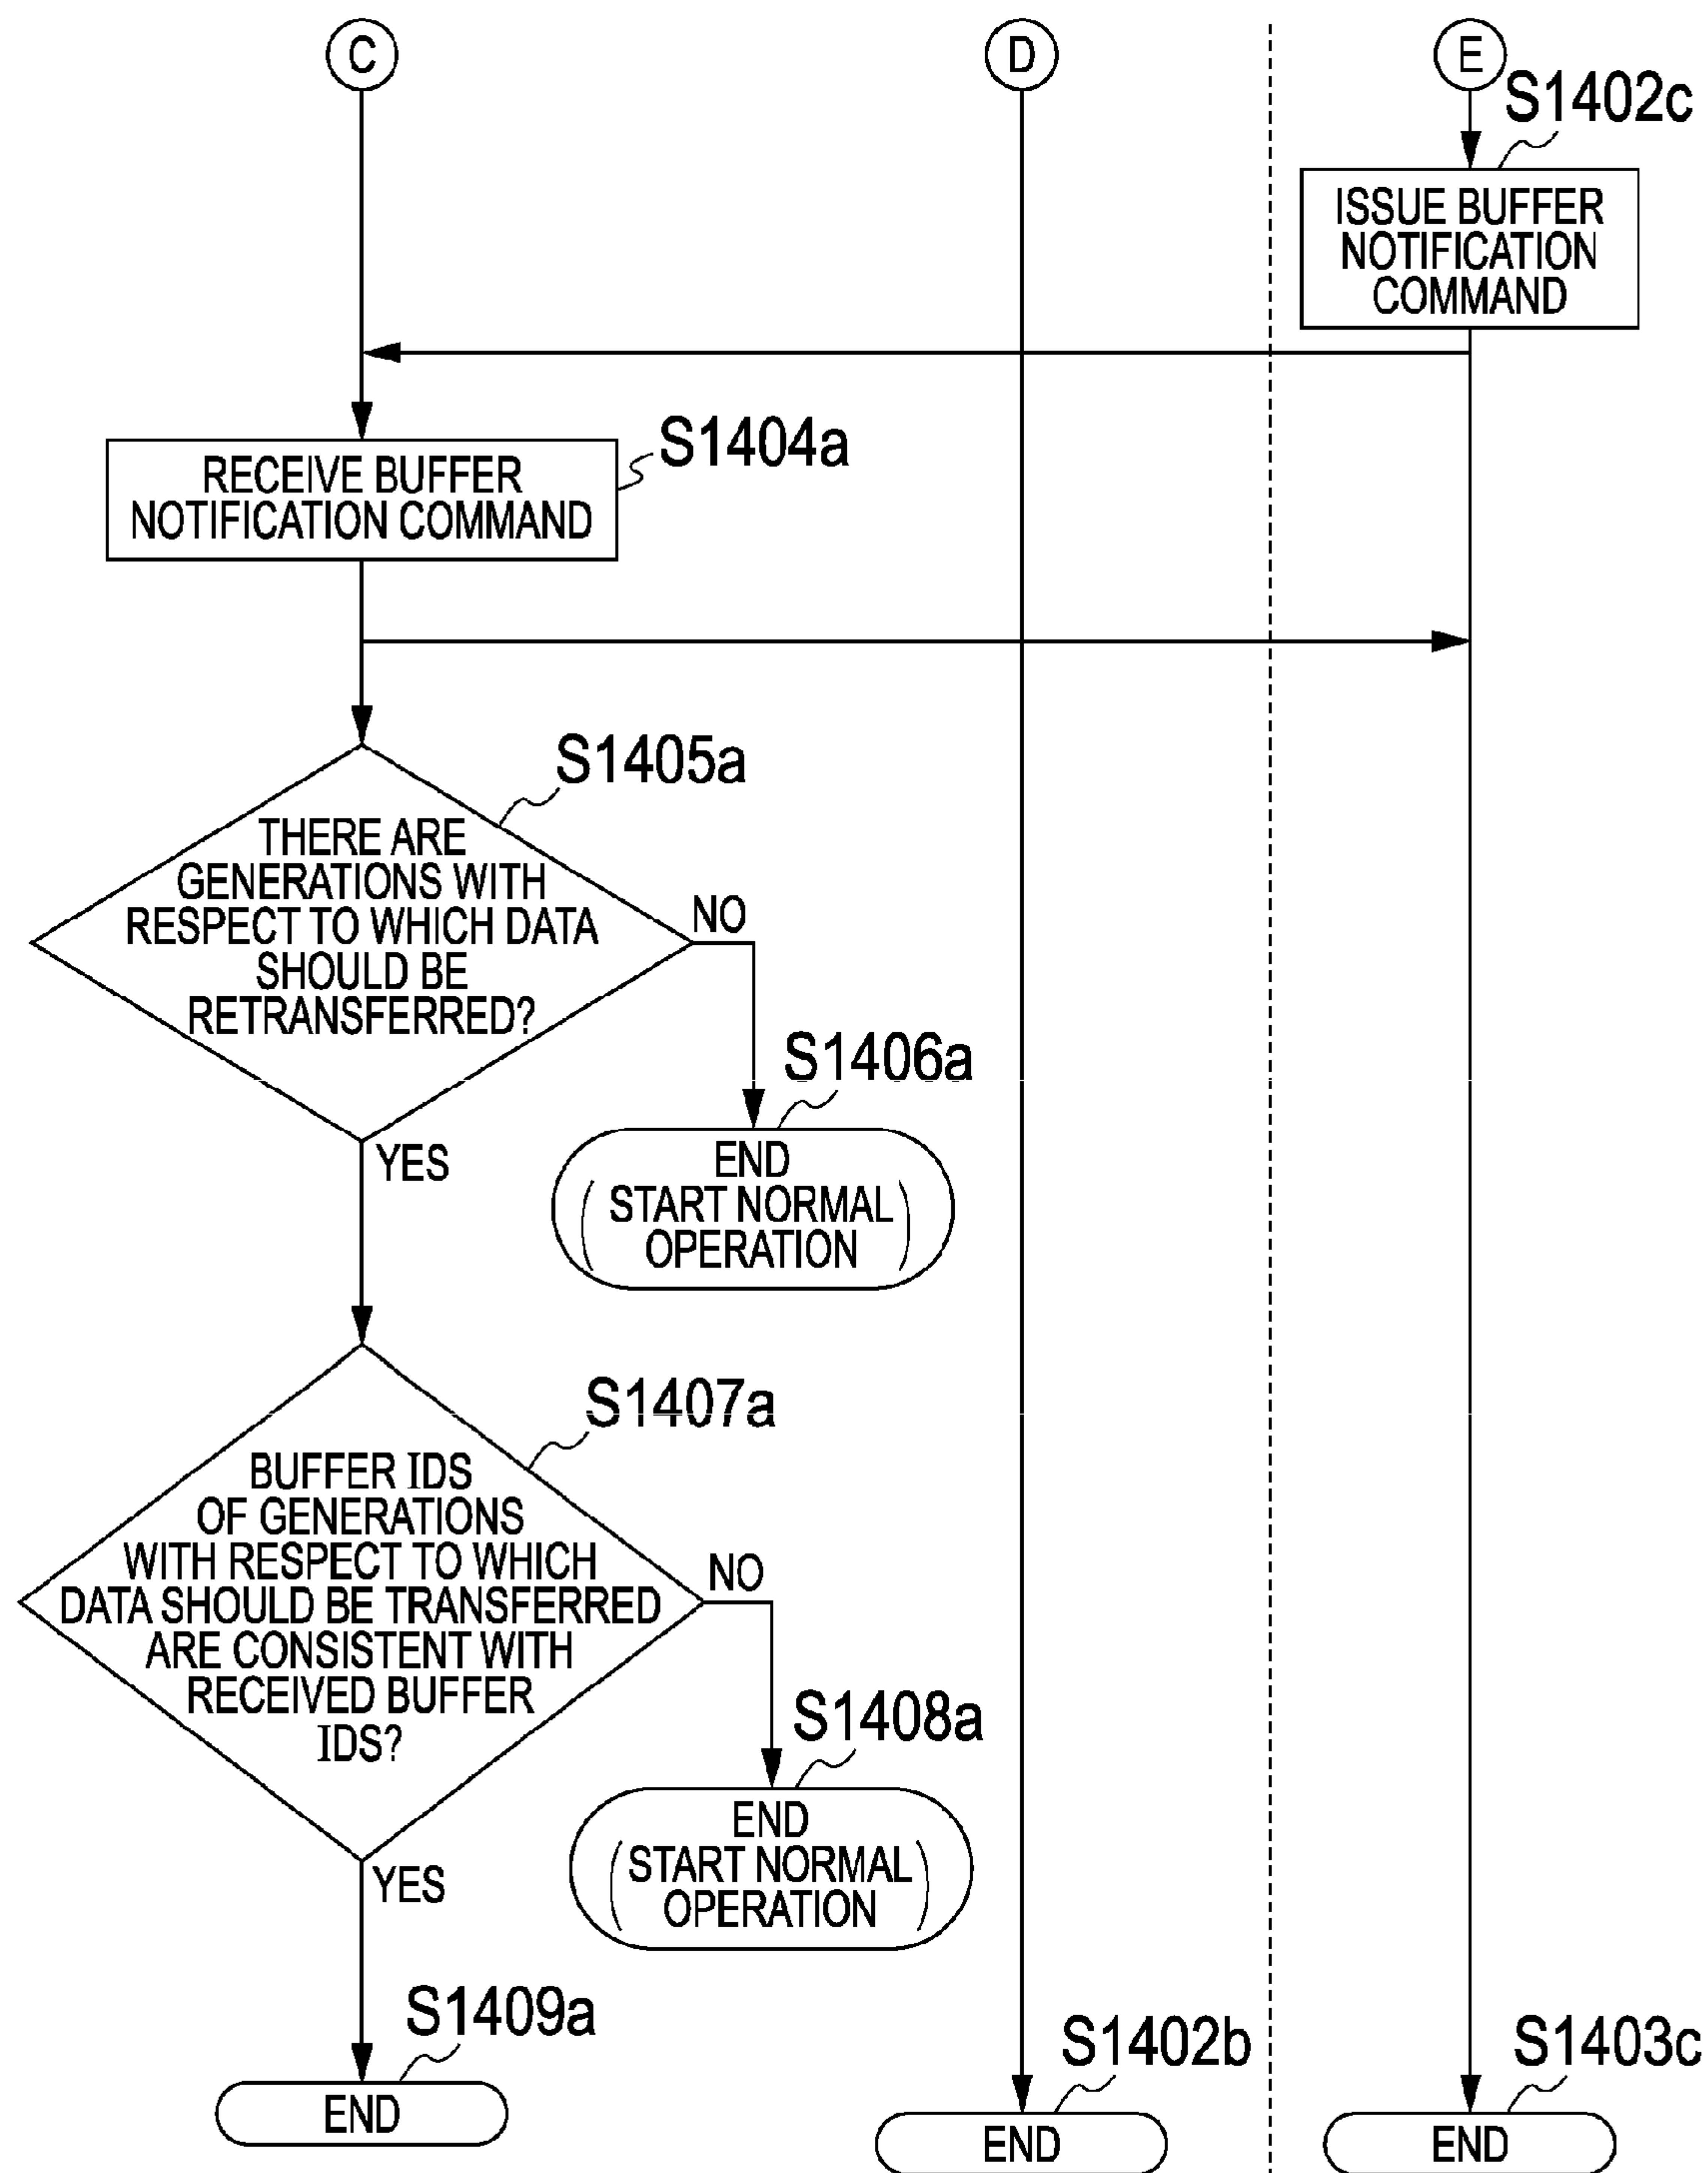 C
D
E
S1402c
ISSUE BUFFER
NOTIFICATION
COMMAND
S1404a
RECEIVE BUFFER
NOTIFICATION COMMAND
S1405a
THERE ARE
GENERATIONS WITH
RESPECT TO WHICH DATA
SHOULD BE
RETRANSFERRED?
NO
S1406a
YES
END
(START NORMAL
OPERATION)
S1407a
BUFFER IDS
OF GENERATIONS
WITH RESPECT TO WHICH
DATA SHOULD BE TRANSFERRED
ARE CONSISTENT WITH
RECEIVED BUFFER
IDS?
NO
S1408a
END
(START NORMAL
OPERATION)
YES
S1409a
END
S1402b
END
S1403c
END